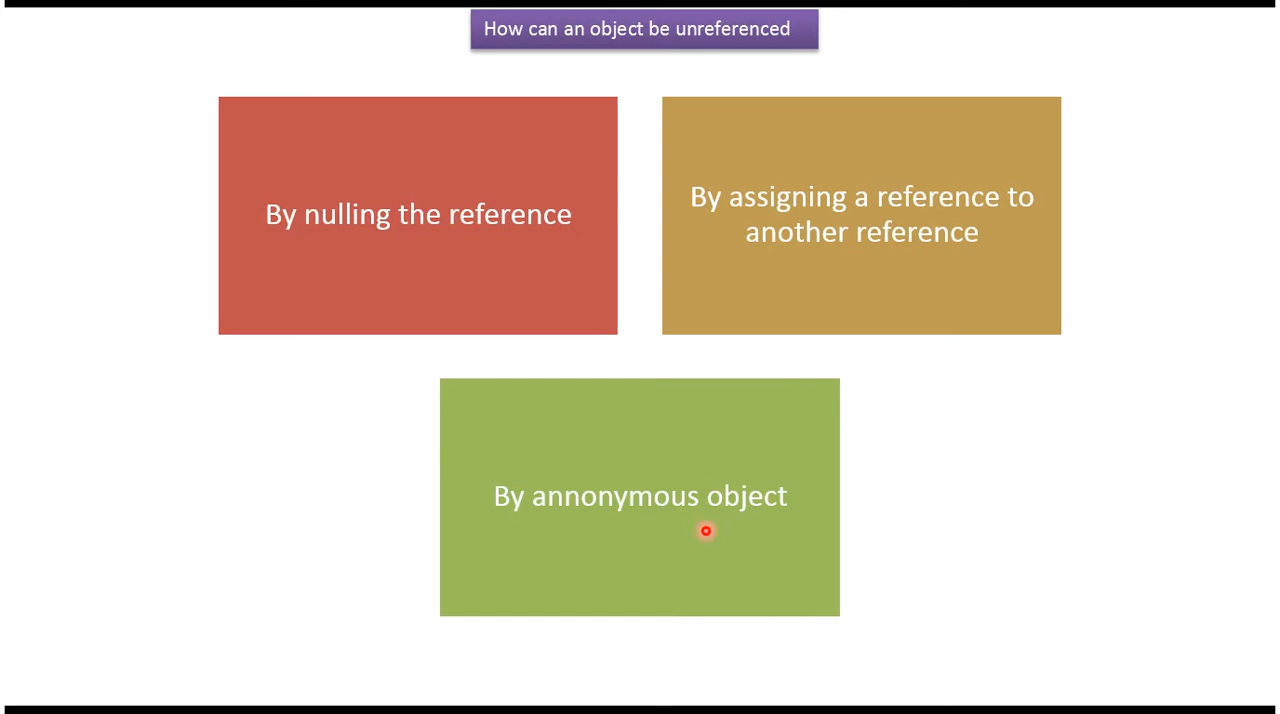 How can an object be unreferenced
By nulling the reference
By assigning a reference to
another reference
By annonymous object